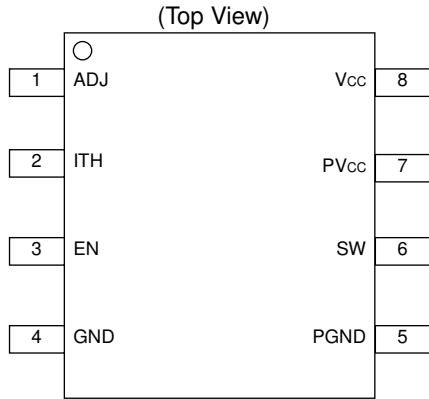 (Top View)
1 ADJ Vcc 8
2 ITH PVcc 7
3 EN SW 6
4 GND PGND 5